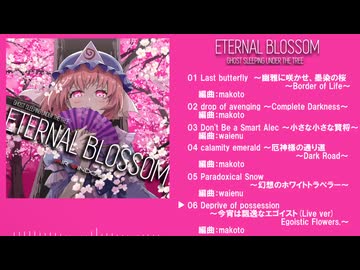 ETERNAL BLOSSOM
GHOST SLEEPING UNDER THE TREE
ETERNAL BLOSSOM
GHOST SLEEPING UNDER THE TREE
01 Last butterfly ～幽雅に咲かせ、墨染の桜
～Border of Life～
編曲:makoto
02 drop of avenging ～Complete Darkness～
編曲:makoto
03 Don't Be a Smart Alec ～小さな小さな賢将～
編曲:waienu
04 calamity emerald ～厄神様の通り道
～Dark Road～
編曲:makoto
05 Paradoxical Snow
～幻想のホワイトトラベラー～
編曲:waienu
▶ 06 Deprive of possession
～今宵は飄逸なエゴイスト(Live ver)
Egoistic Flowers.～
編曲:makoto